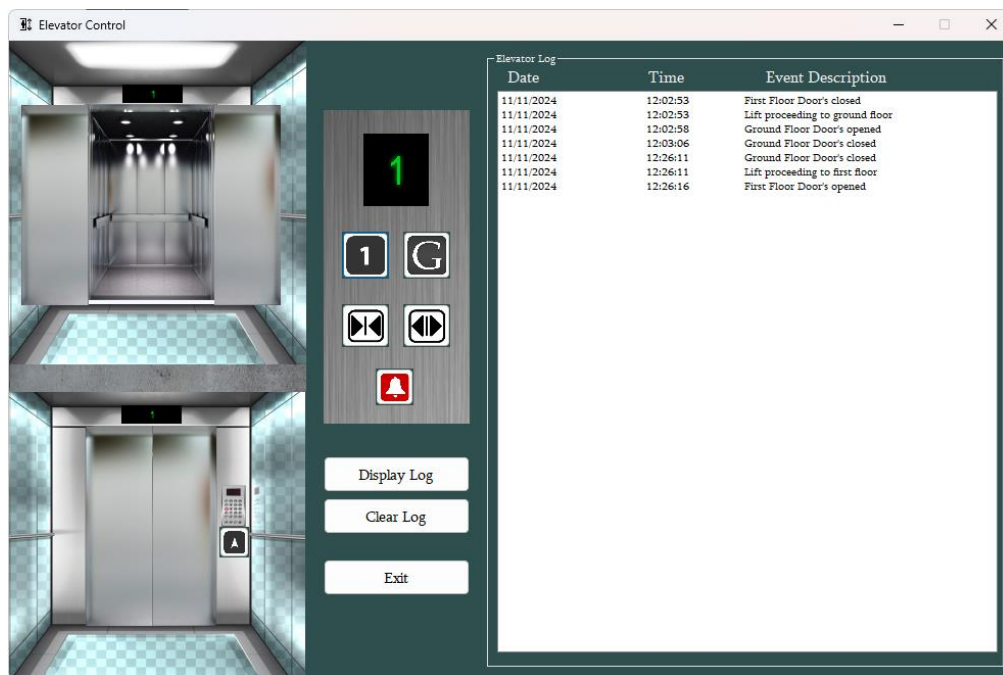 Elevator Control
1
1
1
G
1
Display Log
Clear Log
Exit
Elevator Log
Date Time Event Description
11/11/2024 12:02:53 First Floor Door's closed
11/11/2024 12:02:53 Lift proceeding to ground floor
11/11/2024 12:02:58 Ground Floor Door's opened
11/11/2024 12:03:06 Ground Floor Door's closed
11/11/2024 12:26:11 Ground Floor Door's closed
11/11/2024 12:26:11 Lift proceeding to first floor
11/11/2024 12:26:16 First Floor Door's opened